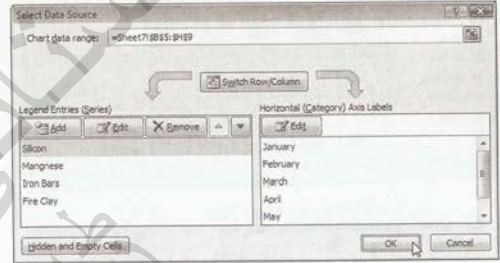 Select Data Source
Chart data range: =Sheet7!$B$5:$H$9
Switch Row/Column
Legend Entries (Series)
Horizontal (Category) Axis Labels
Add Edit Remove
Edit
Silicon
Mangnese
Iron Bars
Fire Clay
January
February
March
April
May
Hidden and Empty Cells
OK Cancel